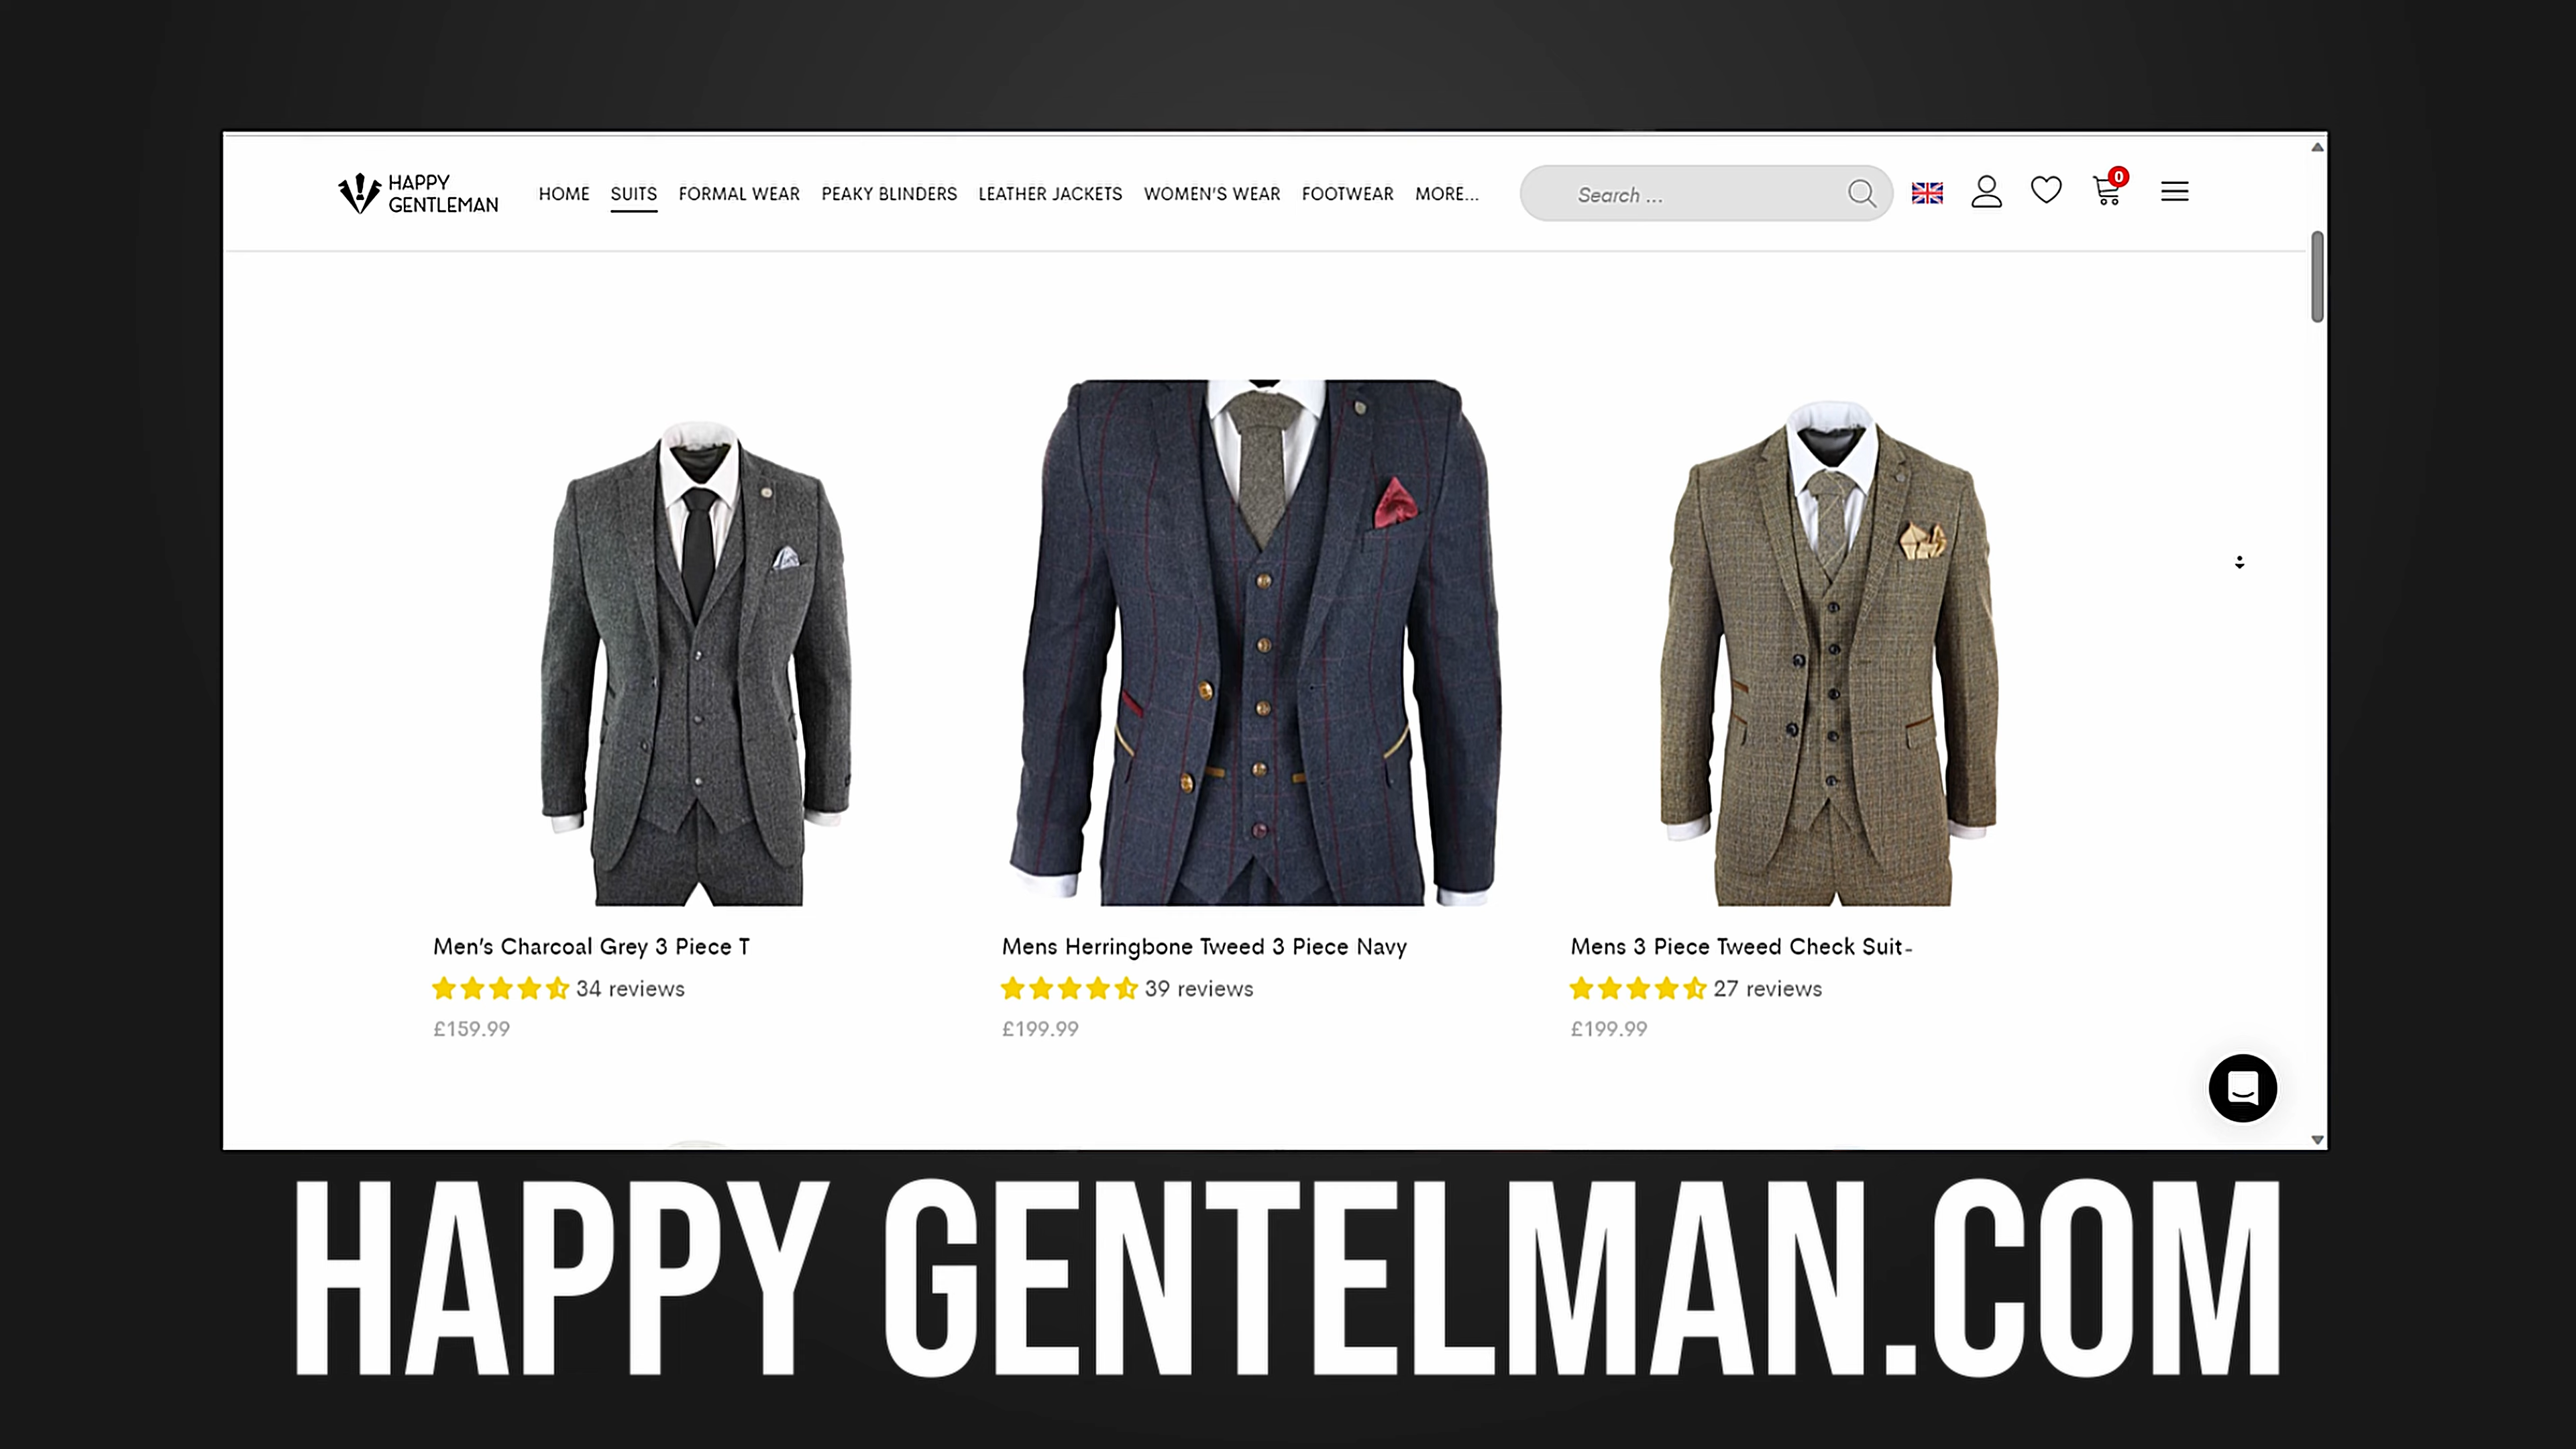 HAPPY
GENTLEMAN
HOME SUITS FORMAL WEAR PEAKY BLINDERS LEATHER JACKETS WOMEN'S WEAR FOOTWEAR MORE...
Search ...
0
Men's Charcoal Grey 3 Piece T
34 reviews
£159.99
Mens Herringbone Tweed 3 Piece Navy
39 reviews
£199.99
Mens 3 Piece Tweed Check Suit-
27 reviews
£199.99
HAPPY GENTELMAN.COM